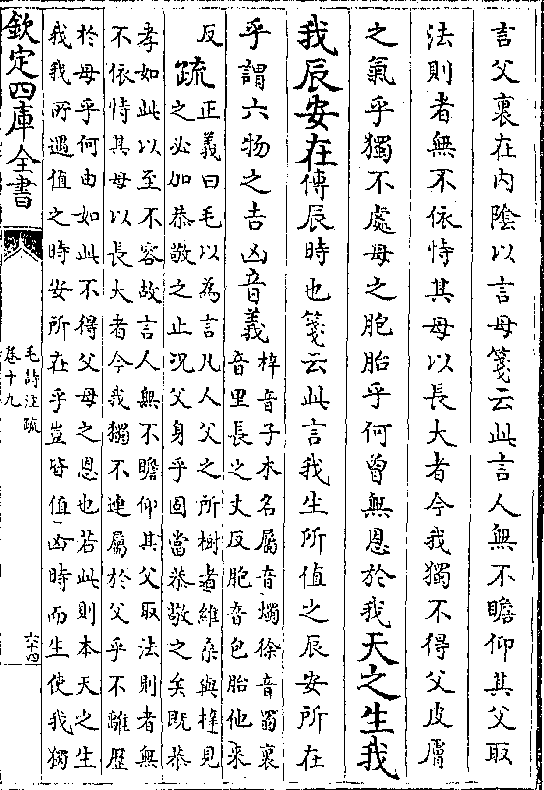 言父裏在内陰以言母箋云此言人無不瞻仰其父取
法則者無不依恃其母以長大者今我獨不得父皮膚
之氣乎獨不處母之胞胎乎何曾無恩於我天之生我
我辰安在傳辰時也箋云此言我生所值之辰安所在
乎謂六物之吉凶音義梓音子木名屬音燭徐音蜀裏
音里長之丈反胞音包胎他來
反疏正義曰毛以為言凡人父之所樹者維桑與梓見
之必加恭敬之止况父身乎固當恭敬之矣既恭
孝如此以至不容故言人無不瞻仰其父取法則者無
不依恃其母以長大者今我獨不連屬於父乎不離歴
於母乎何由如此不得父母之恩也若此則本天之生
我我所遇值之時安所在乎豈皆值凶時而生使我獨
欽定四庫全書
毛詩注疏
卷十九
六十四